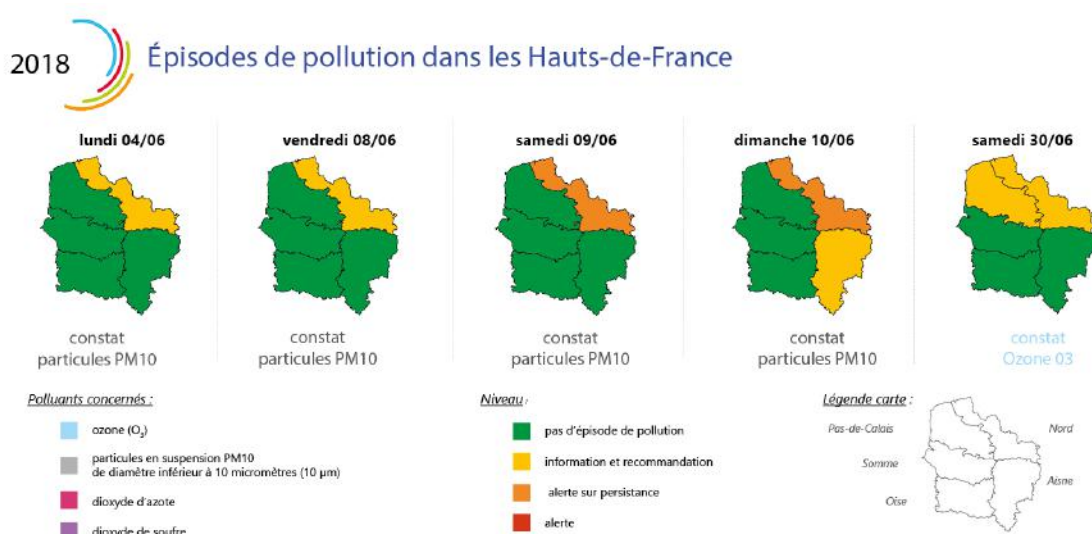 2018
Épisodes de pollution dans les Hauts-de-France
lundi 04/06
vendredi 08/06
samedi 09/06
dimanche 10/06
samedi 30/06
constat
particules PM10
constat
particules PM10
constat
particules PM10
constat
particules PM10
constat
Ozone 03
Polluants concernés :
ozone (O₃)
particules en suspension PM10
de diamètre inférieur à 10 micromètres (10 µm)
dioxyde d'azote
dioxyde de soufre
Niveau :
pas d'épisode de pollution
information et recommandation
alerte sur persistance
alerte
Légende carte :
Pas-de-Calais
Nord
Somme
Aisne
Oise